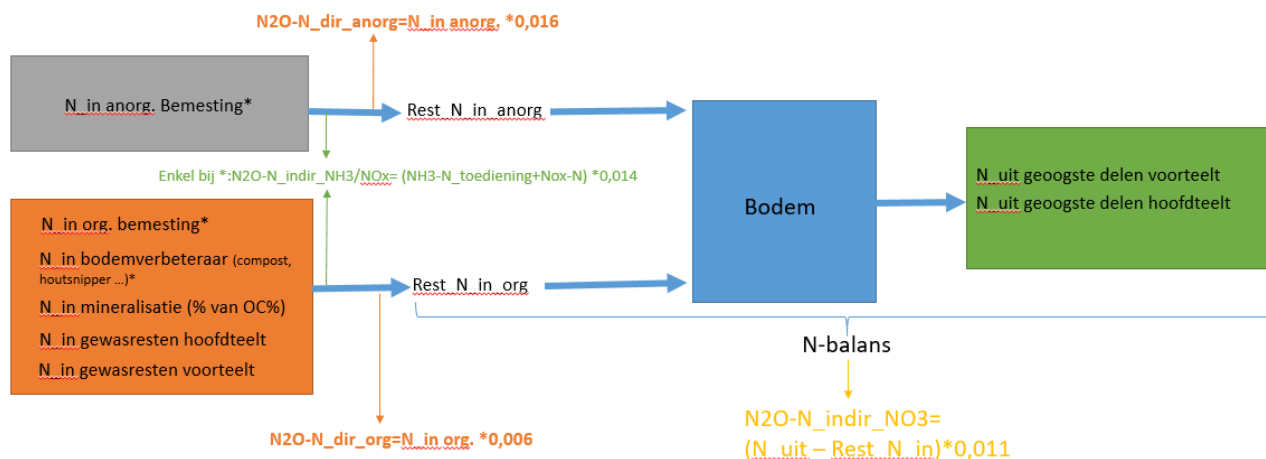 N2O-N_dir_anorg=N_in anorg. *0,016
N_in anorg. Bemesting*
Rest_N_in_anorg
Enkel bij *:N2O-N_indir_NH3/NOx= (NH3-N_toediening+Nox-N) *0,014
N_in org. bemesting*
N_in bodemverbeteraar (compost,
houtsnipper ...)*
N_in mineralisatie (% van OC%)
N_in gewasresten hoofdteelt
N_in gewasresten voorteelt
Rest_N_in_org
Bodem
N_uit geoogste delen voorteelt
N_uit geoogste delen hoofdteelt
N-balans
N2O-N_dir_org=N_in org. *0,006
N2O-N_indir_NO3=
(N_uit – Rest_N_in)*0,011